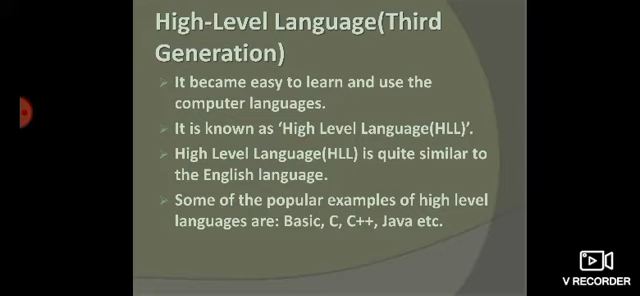 High-Level Language(Third
Generation)
It became easy to learn and use the
computer languages.
It is known as ‘High Level Language(HLL)’.
High Level Language(HLL) is quite similar to
the English language.
Some of the popular examples of high level
languages are: Basic, C, C++, Java etc.
V RECORDER